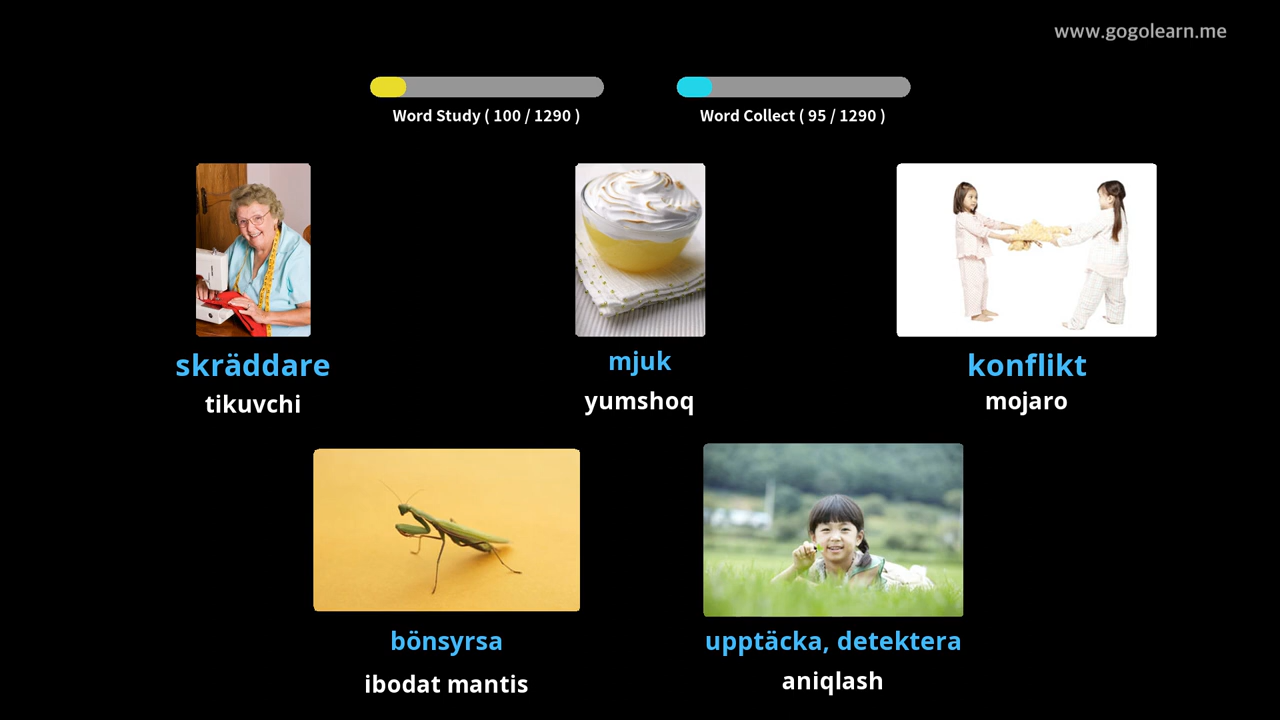 www.gogolearn.me
Word Study ( 100 / 1290 )
Word Collect ( 95 / 1290 )
skräddare
tikuvchi
mjuk
yumshoq
konflikt
mojaro
bönsyrsa
ibodat mantis
upptäcka, detektera
aniqlash